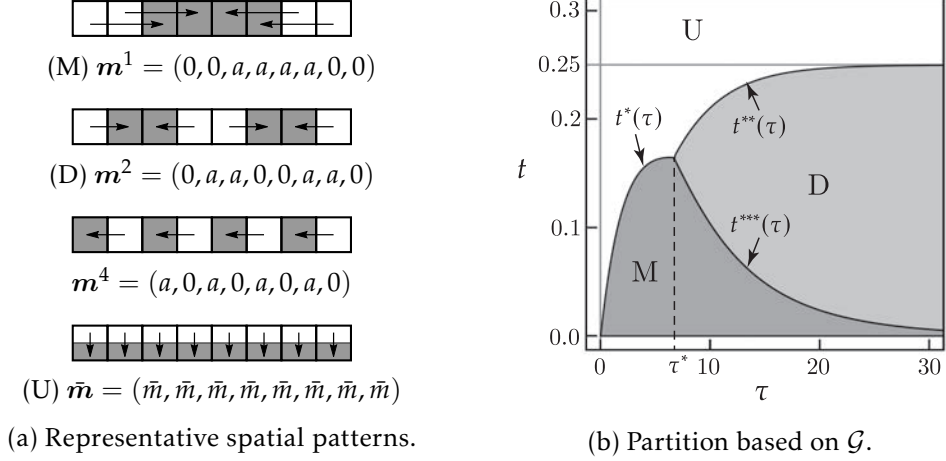 (M) m¹ = (0, 0, a, a, a, a, 0, 0)
(D) m² = (0, a, a, 0, 0, a, a, 0)
m⁴ = (a, 0, a, 0, a, 0, a, 0)
(U) m̄ = (m̄, m̄, m̄, m̄, m̄, m̄, m̄, m̄)
(a) Representative spatial patterns.
0.3
0.25
0.2
0.1
0.0
t
U
t*(τ)
t**(τ)
D
t***(τ)
M
0 τ* 10 20 30
τ
(b) Partition based on 𝒢.